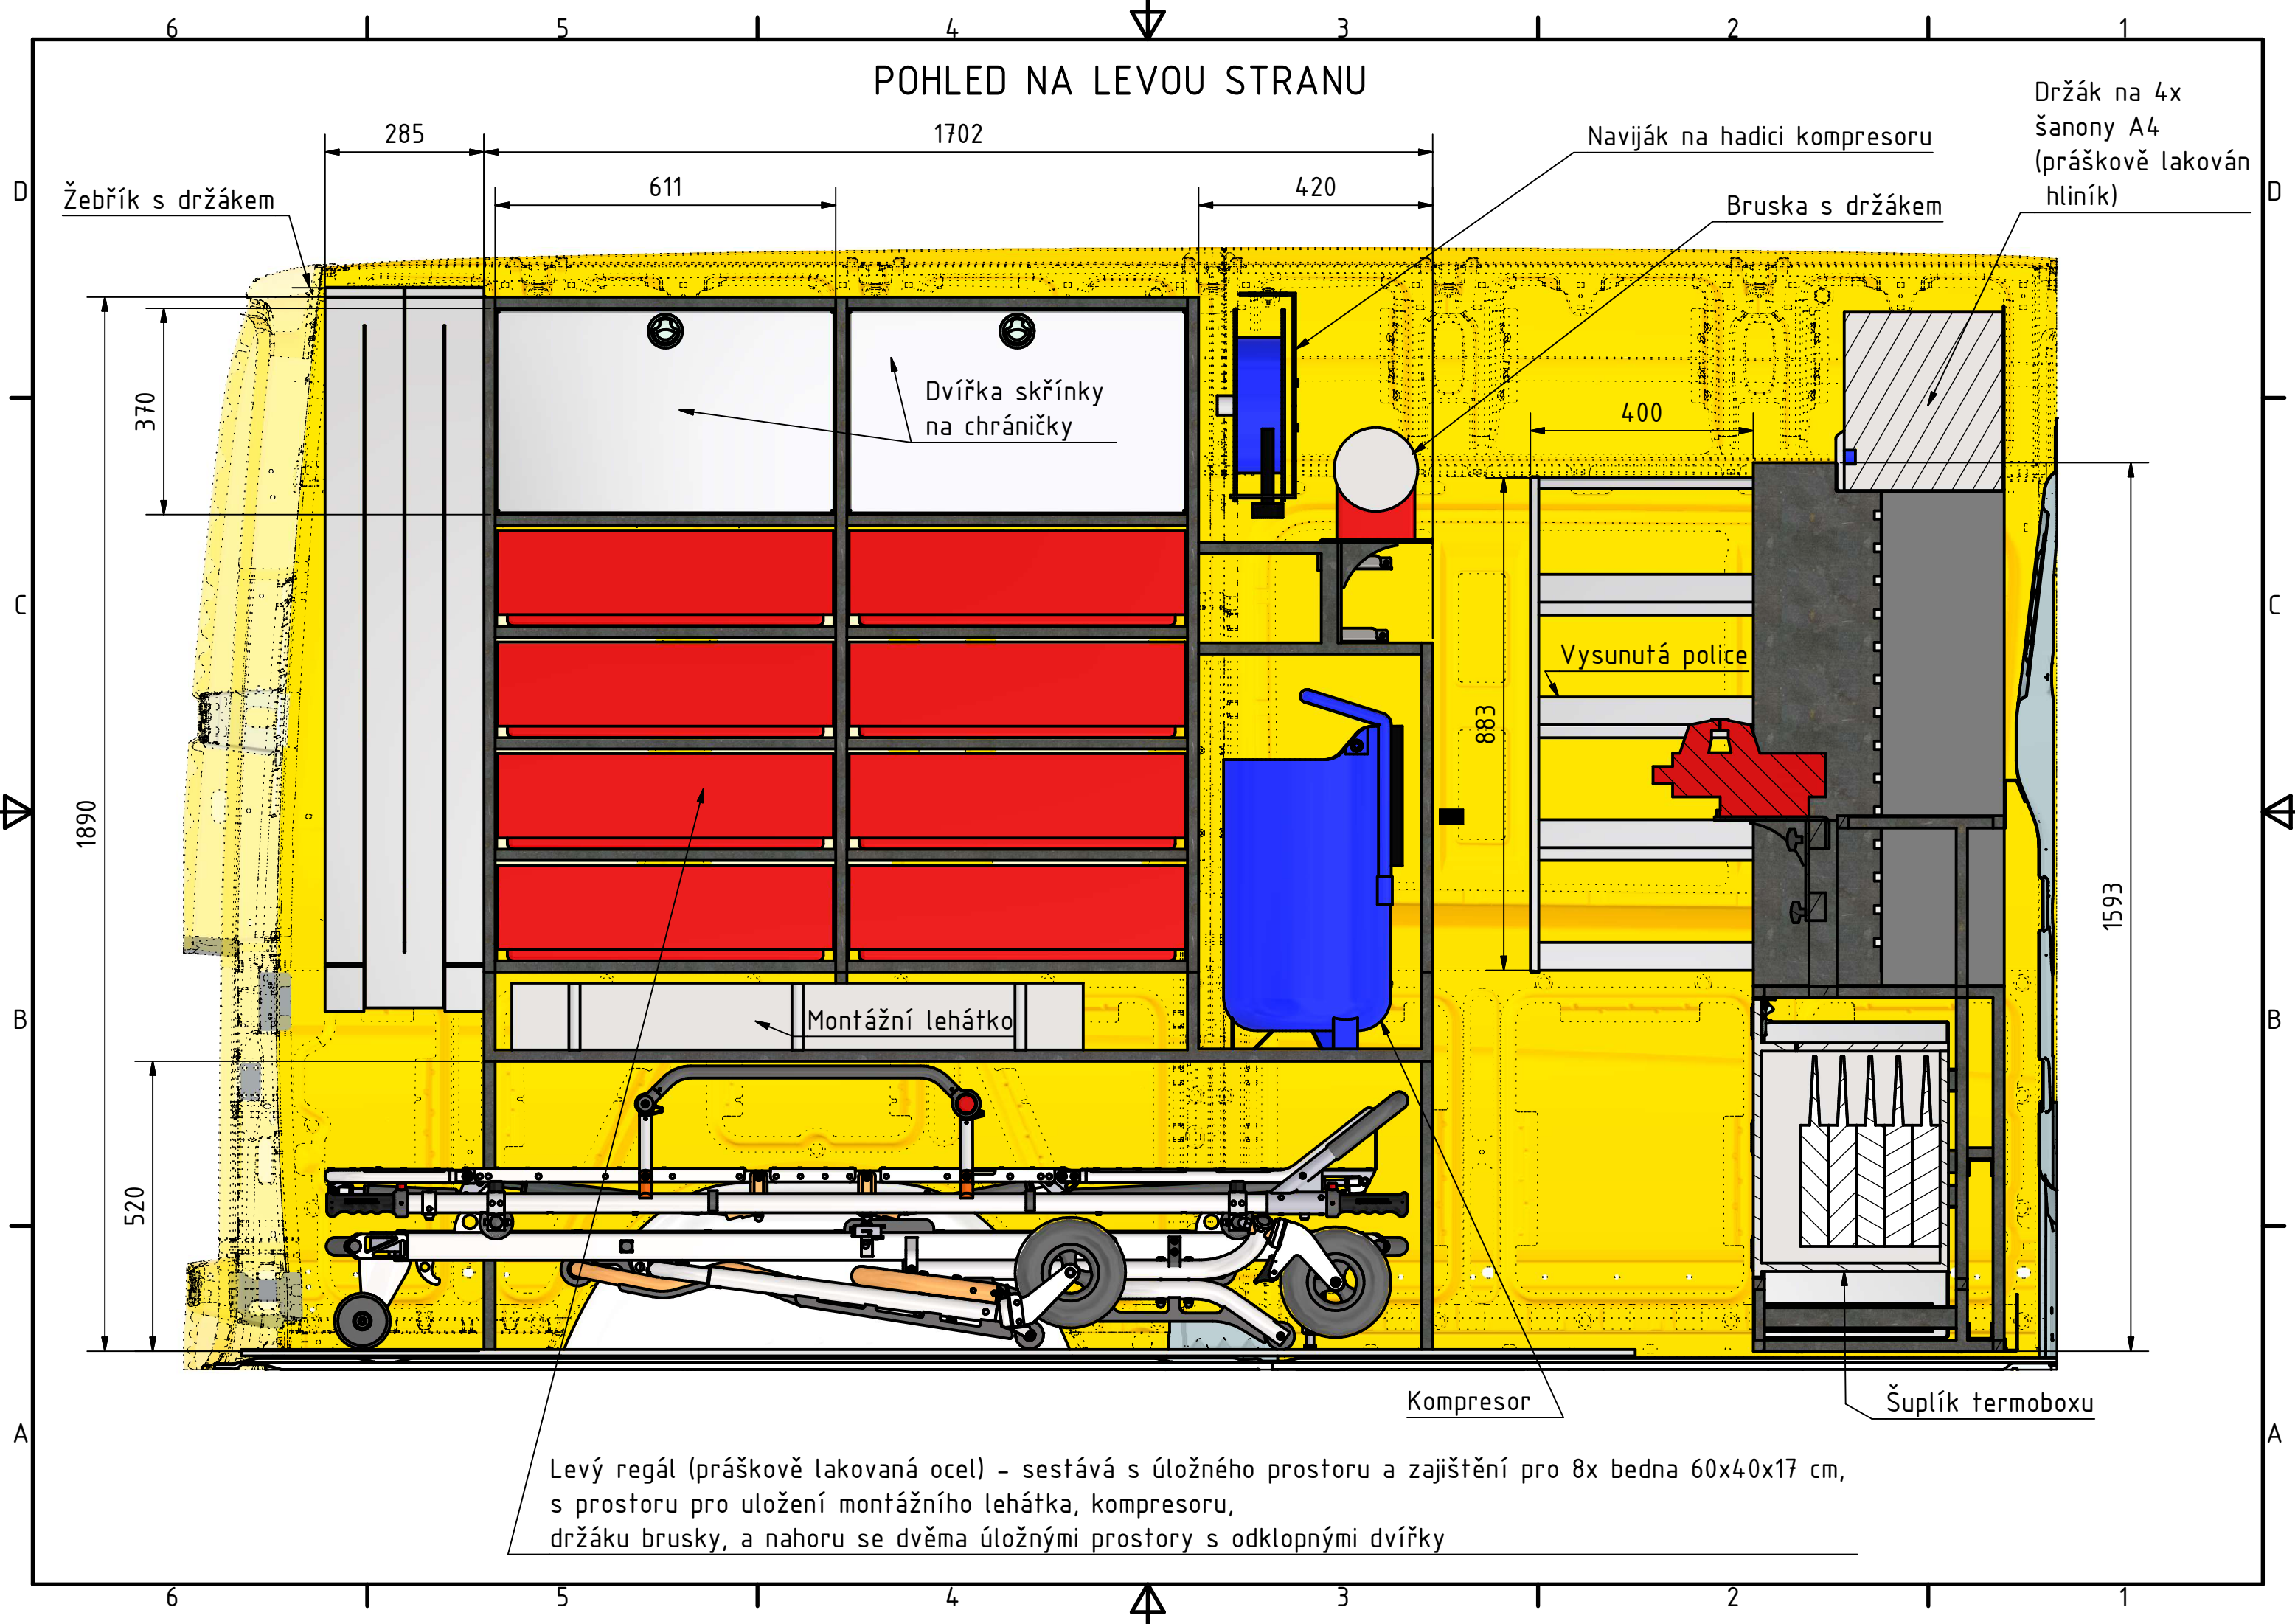 6 5 4 3 2 1
POHLED NA LEVOU STRANU
Držák na 4x
šanony A4
(práškově lakován
hliník)
285
1702
Naviják na hadici kompresoru
D
D
Žebřík s držákem
611
420
Bruska s držákem
370
Dvířka skřínky
na chráničky
400
C
C
Vysunutá police
883
1890
1593
B
B
Montážní lehátko
520
Kompresor
Šuplík termoboxu
A
A
Levý regál (práškově lakovaná ocel) – sestává s úložného prostoru a zajištění pro 8x bedna 60x40x17 cm,
s prostoru pro uložení montážního lehátka, kompresoru,
držáku brusky, a nahoru se dvěma úložnými prostory s odklopnými dvířky
6 5 4 3 2 1